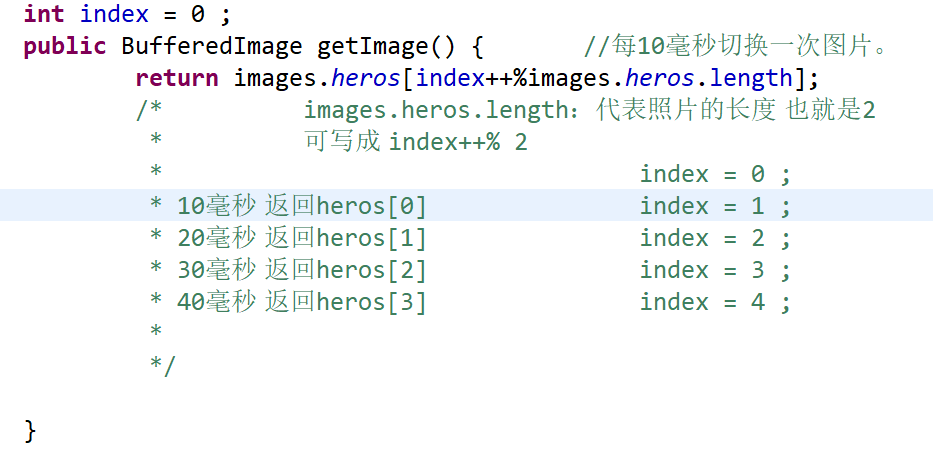 int index = 0 ;
public BufferedImage getImage() {        //每10毫秒切换一次图片。
        return images.heros[index++%images.heros.length];
        /*          images.heros.length：代表照片的长度 也就是2
         *          可写成 index++% 2
         *                                  index = 0 ;
         * 10毫秒 返回heros[0]               index = 1 ;
         * 20毫秒 返回heros[1]               index = 2 ;
         * 30毫秒 返回heros[2]               index = 3 ;
         * 40毫秒 返回heros[3]               index = 4 ;
         *
         */
}